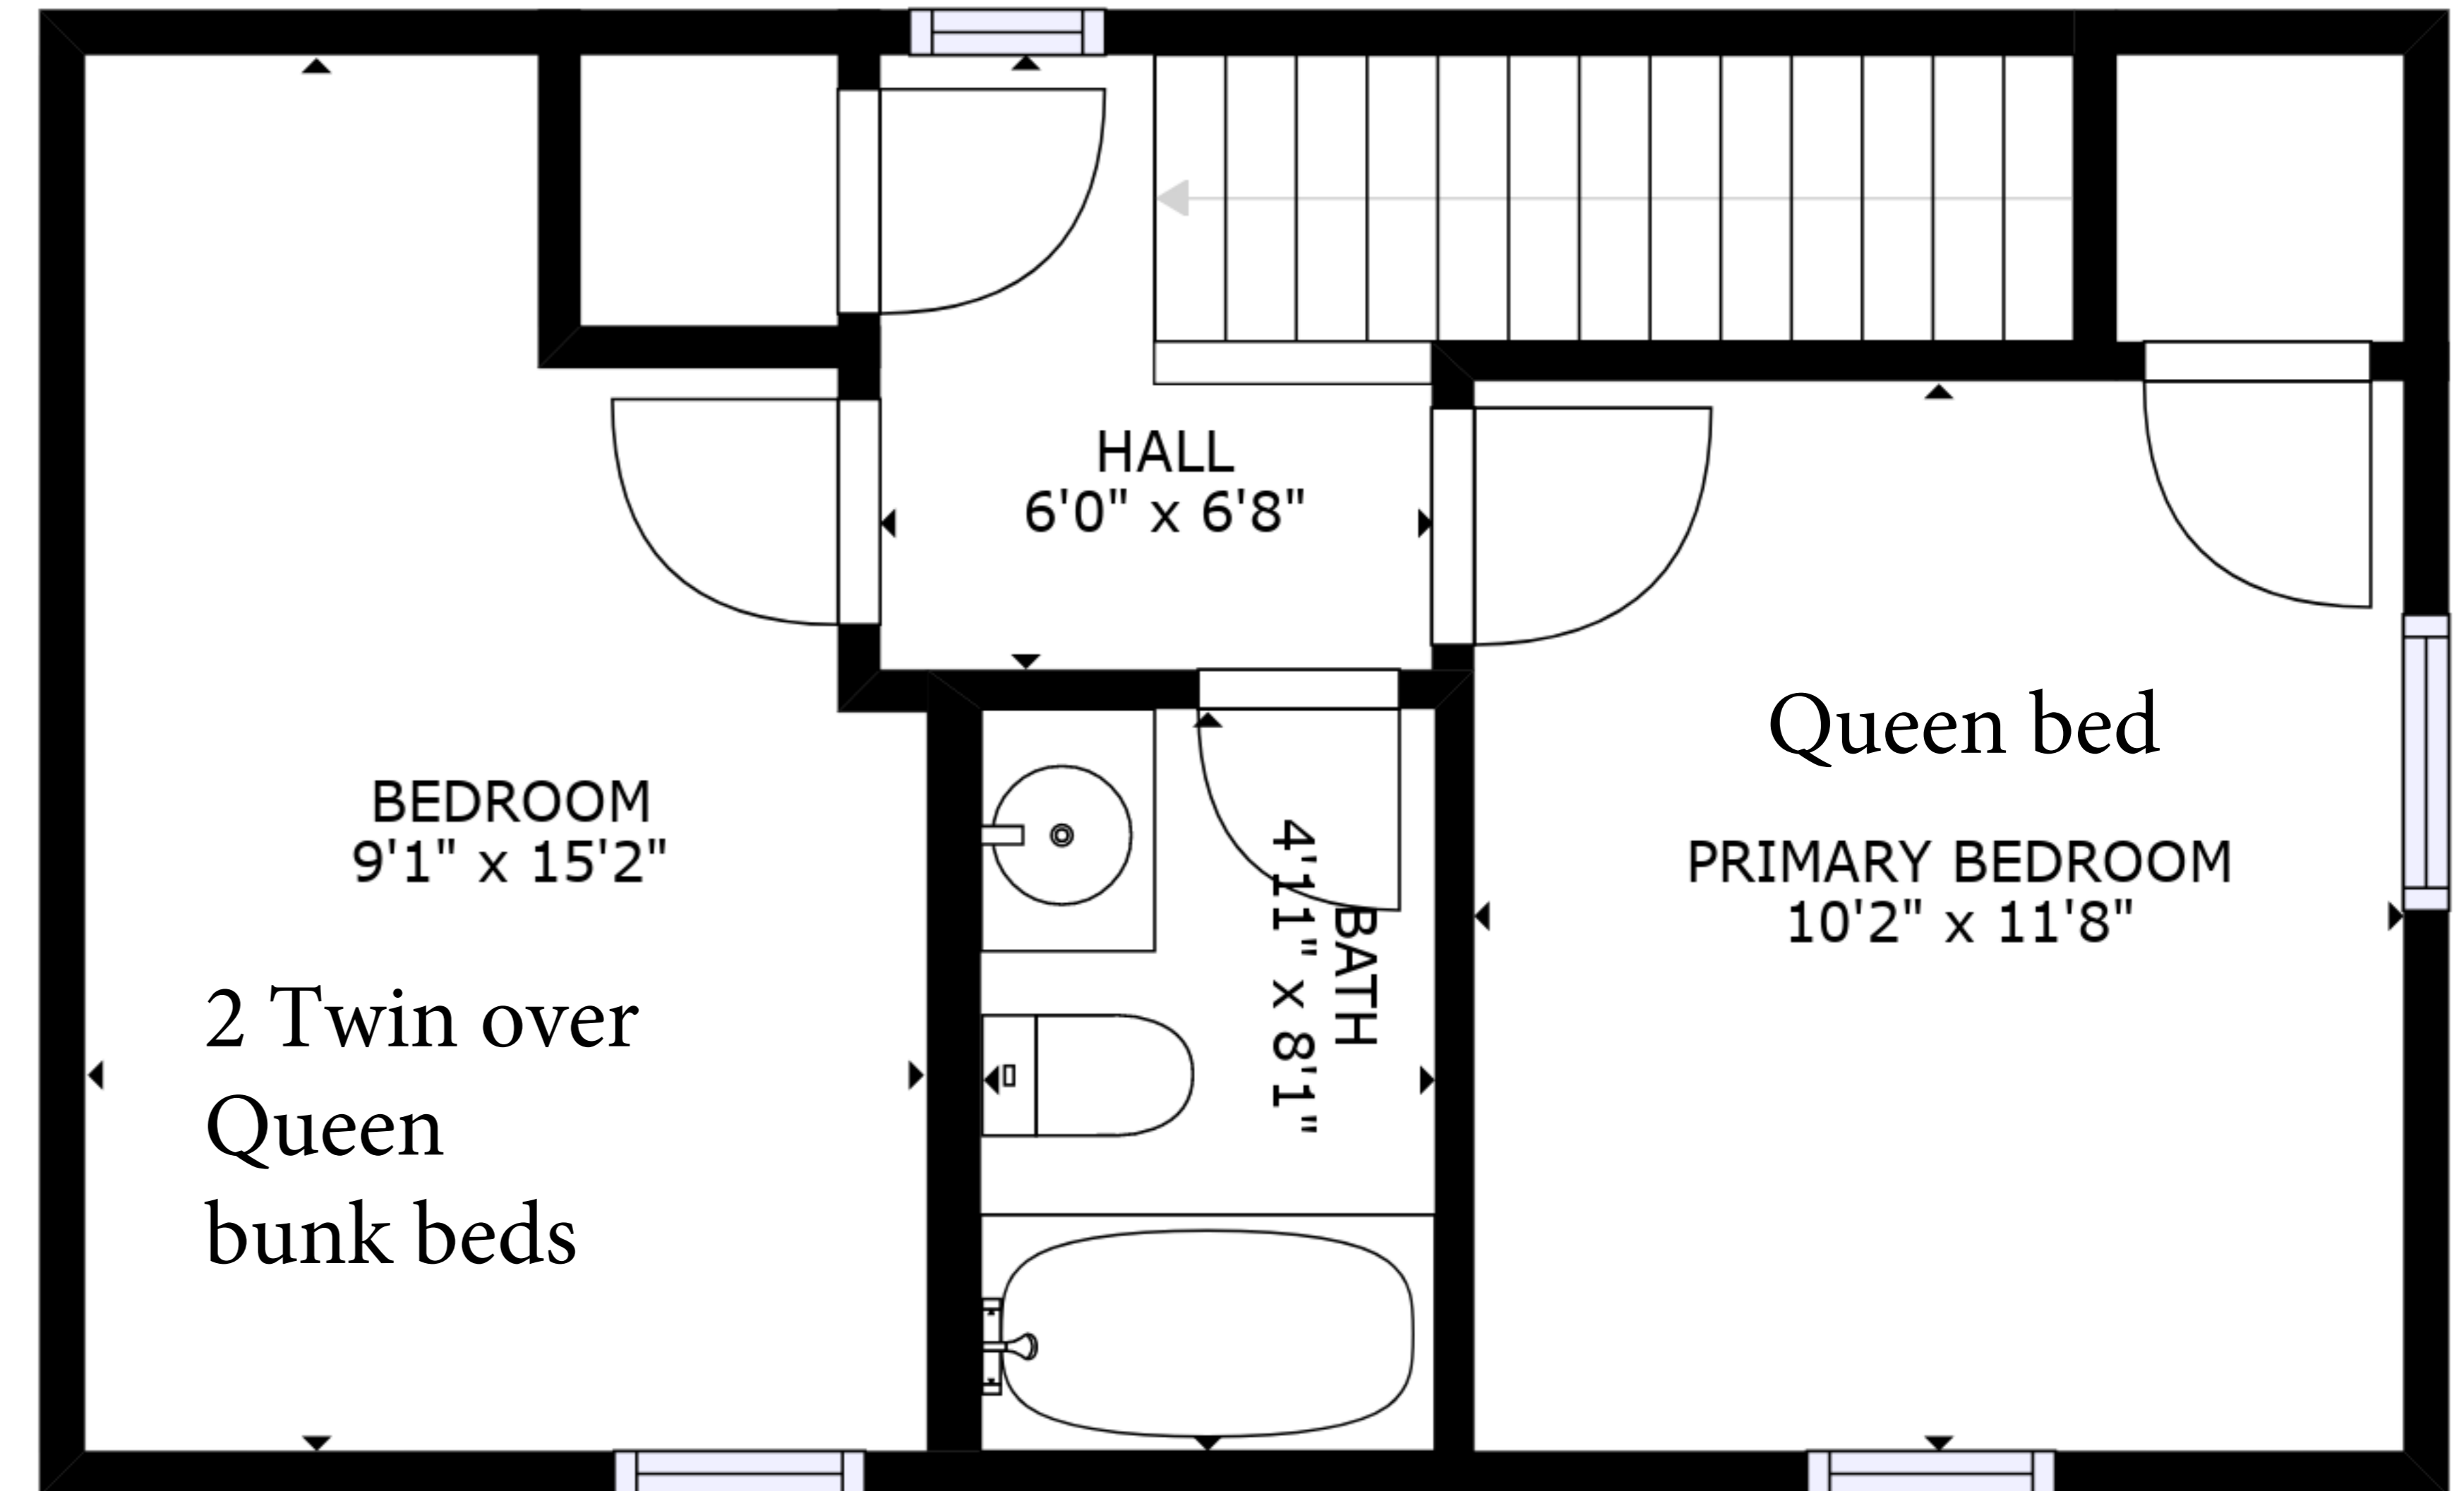 HALL
6'0" x 6'8"
Queen bed
BEDROOM
9'1" x 15'2"
PRIMARY BEDROOM
10'2" x 11'8"
BATH
4'11" x 8'1"
2 Twin over
Queen
bunk beds